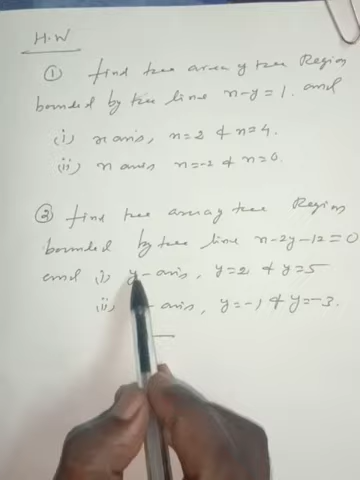 H.W
① Find the area of the Region
bounded by the line x-y=1. and
(i) x axis, x=2 & x=4.
(ii) x axis x=-2 & x=0.
② Find the area of the Region
bounded by the line x-2y-12=0
and (i) y-axis, y=2 & y=5
(ii) -axis, y=-1 & y=-3.